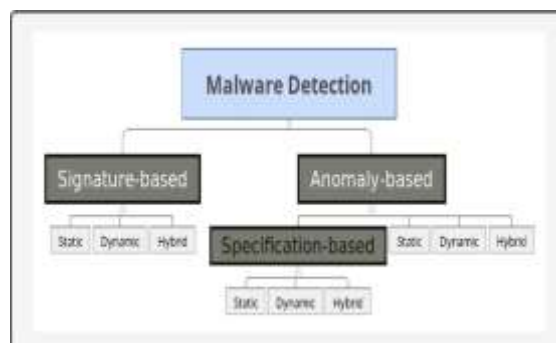 Malware Detection
Signature-based
Anomaly-based
Static Dynamic Hybrid
Specification-based
Static Dynamic Hybrid
Static Dynamic Hybrid